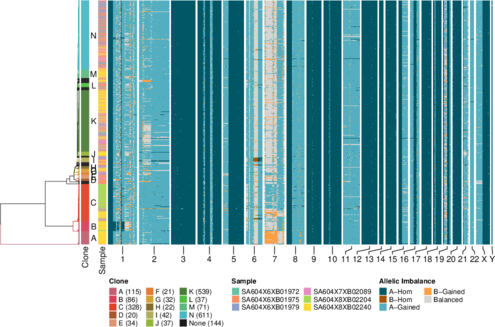 N
M
L
K
J
I
H
G
D
C
B
A
Clone
Sample
1 2 3 4 5 6 7 8 9 10 11 12 13 14 15 16 17 18 19 20 21 22 X Y
Clone
A (115)
B (86)
C (328)
D (20)
E (34)
F (21)
G (32)
H (22)
I (42)
J (37)
K (539)
L (37)
M (71)
N (611)
None (144)
Sample
SA604X6XB01972
SA604X6XB01975
SA604X6XB01979
SA604X7XB02089
SA604X8XB02204
SA604X8XB02240
Allelic Imbalance
A−Hom
B−Hom
A−Gained
B−Gained
Balanced